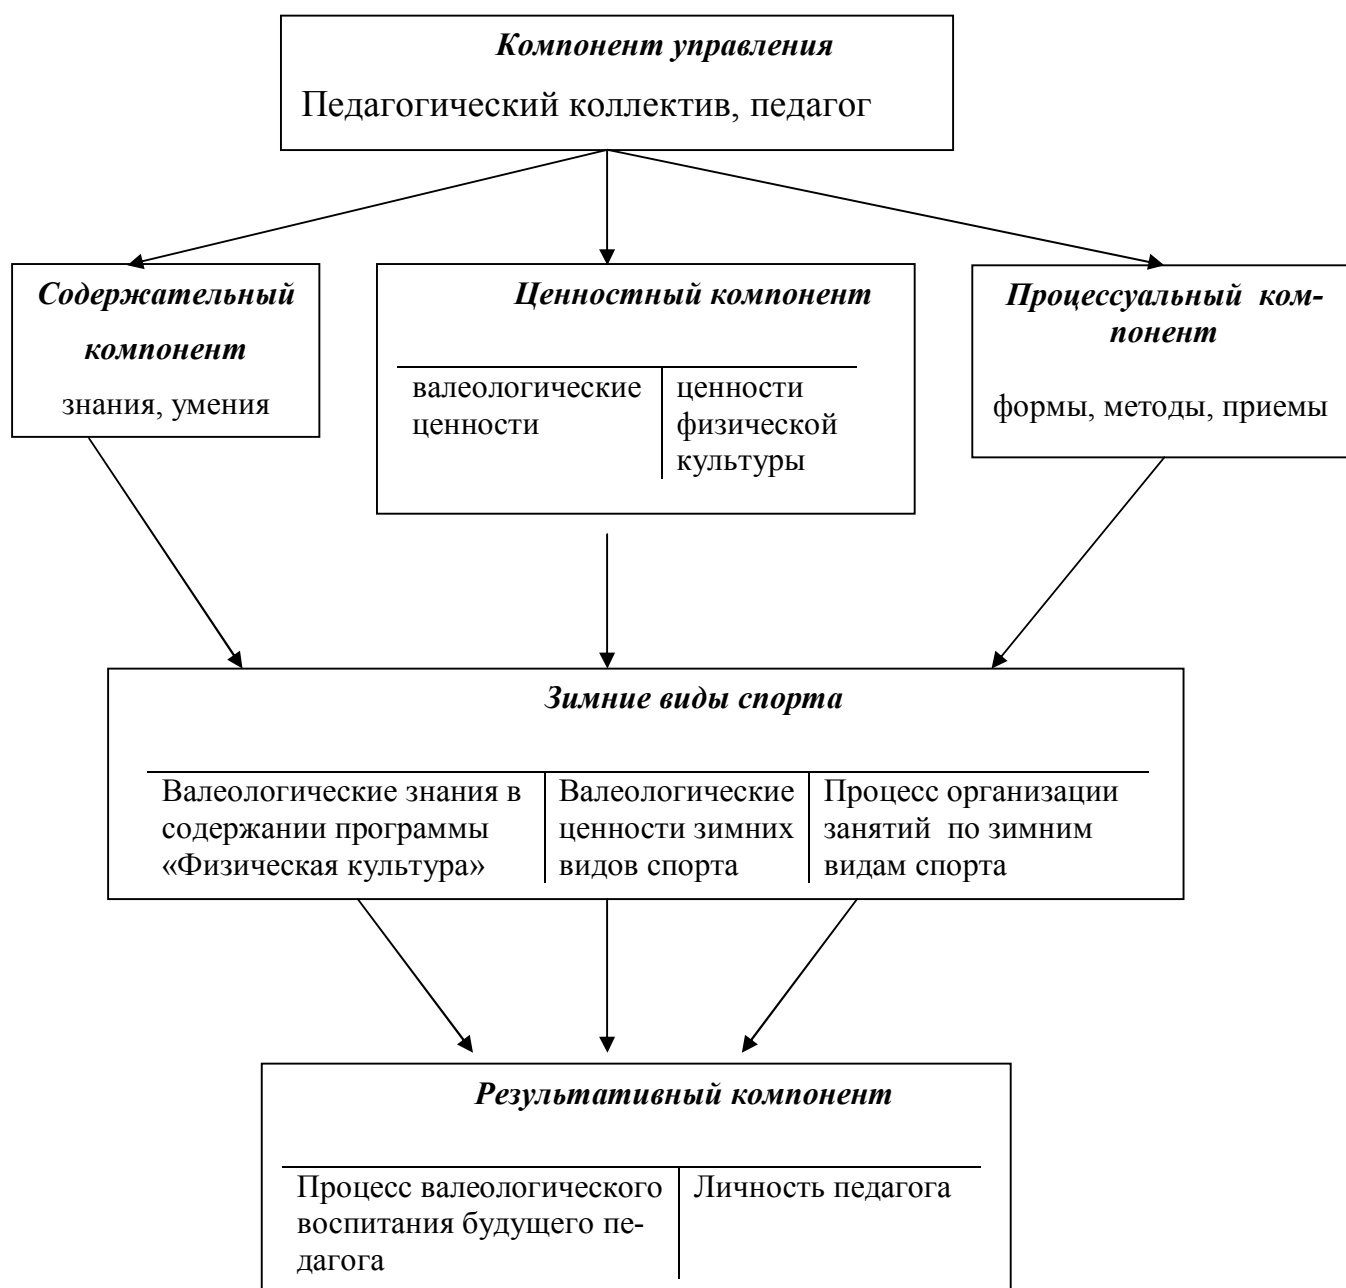 Компонент управления
Педагогический коллектив, педагог
Содержательный
компонент
знания, умения
Ценностный компонент
валеологические
ценности
ценности
физической
культуры
Процессуальный ком-
понент
формы, методы, приемы
Зимние виды спорта
Валеологические знания в
содержании программы
«Физическая культура»
Валеологические
ценности зимних
видов спорта
Процесс организации
занятий по зимним
видам спорта
Результативный компонент
Процесс валеологического
воспитания будущего пе-
дагога
Личность педагога